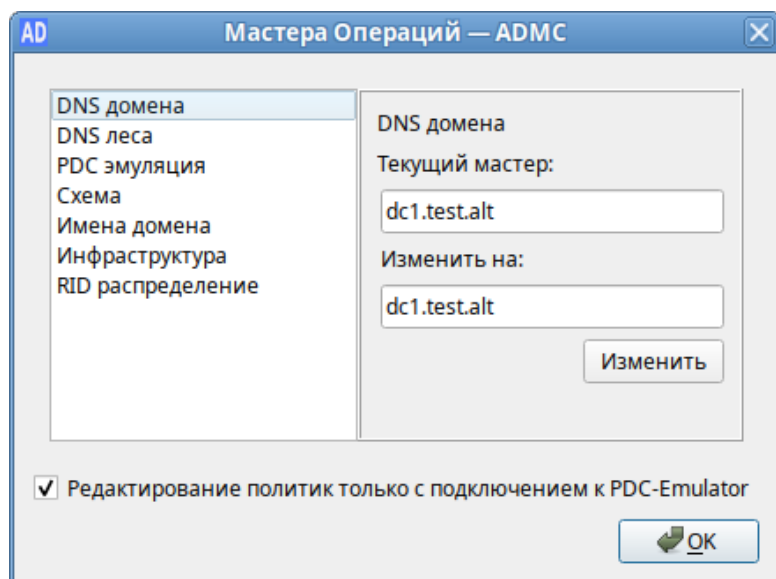 AD Мастера Операций — ADMC
DNS домена
DNS леса
PDC эмуляция
Схема
Имена домена
Инфраструктура
RID распределение
DNS домена
Текущий мастер:
dc1.test.alt
Изменить на:
dc1.test.alt
Изменить
Редактирование политик только с подключением к PDC-Emulator
OK